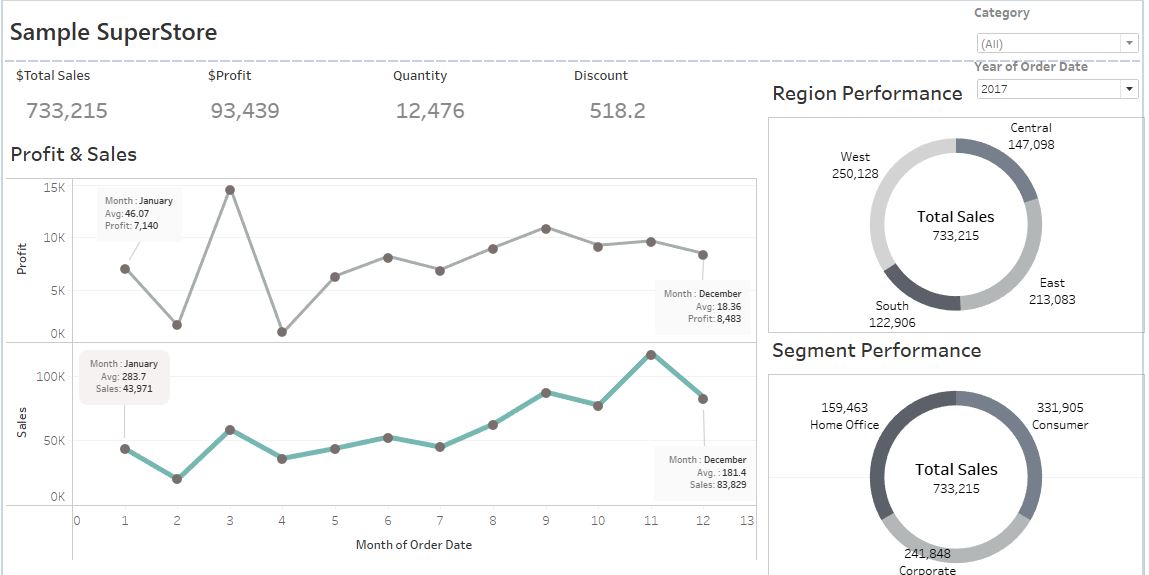 Sample SuperStore
Category
(All)
Year of Order Date
2017
$Total Sales
$Profit
Quantity
Discount
733,215
93,439
12,476
518.2
Profit & Sales
Profit
15K
10K
5K
0K
Month : January
Avg: 46.07
Profit: 7,140
Month : December
Avg: 18.36
Profit: 8,483
Sales
100K
50K
0K
Month : January
Avg: 283.7
Sales: 43,971
Month : December
Avg. : 181.4
Sales: 83,829
0 1 2 3 4 5 6 7 8 9 10 11 12 13
Month of Order Date
Region Performance
Central
147,098
West
250,128
Total Sales
733,215
East
213,083
South
122,906
Segment Performance
159,463
Home Office
331,905
Consumer
Total Sales
733,215
241,848
Corporate